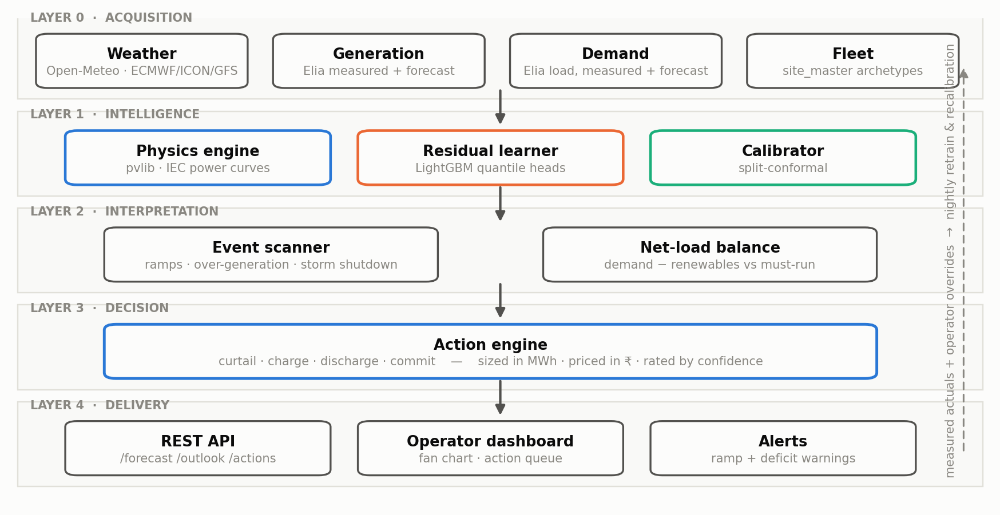 LAYER 0 · ACQUISITION
Weather
Open-Meteo · ECMWF/ICON/GFS
Generation
Elia measured + forecast
Demand
Elia load, measured + forecast
Fleet
site_master archetypes
LAYER 1 · INTELLIGENCE
Physics engine
pvlib · IEC power curves
Residual learner
LightGBM quantile heads
Calibrator
split-conformal
LAYER 2 · INTERPRETATION
Event scanner
ramps · over-generation · storm shutdown
Net-load balance
demand − renewables vs must-run
LAYER 3 · DECISION
Action engine
curtail · charge · discharge · commit — sized in MWh · priced in ₹ · rated by confidence
LAYER 4 · DELIVERY
REST API
/forecast /outlook /actions
Operator dashboard
fan chart · action queue
Alerts
ramp + deficit warnings
measured actuals + operator overrides → nightly retrain & recalibration